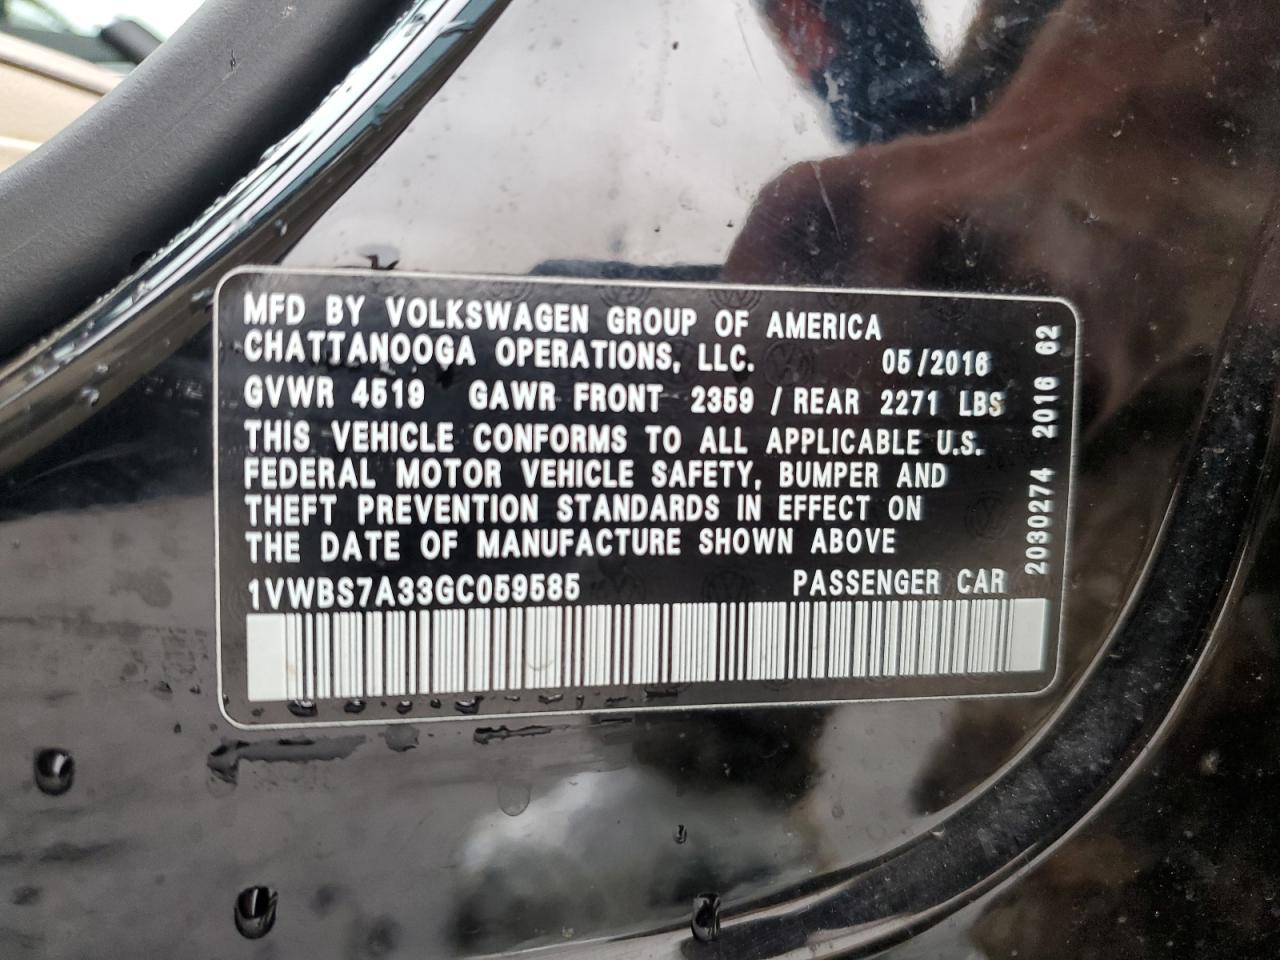 MFD BY VOLKSWAGEN GROUP OF AMERICA
CHATTANOOGA OPERATIONS, LLC. 05/2016
GVWR 4519 GAWR FRONT 2359 / REAR 2271 LBS
THIS VEHICLE CONFORMS TO ALL APPLICABLE U.S.
FEDERAL MOTOR VEHICLE SAFETY, BUMPER AND
THEFT PREVENTION STANDARDS IN EFFECT ON
THE DATE OF MANUFACTURE SHOWN ABOVE
1VWBS7A33GC059585 PASSENGER CAR
2030274 2016 62